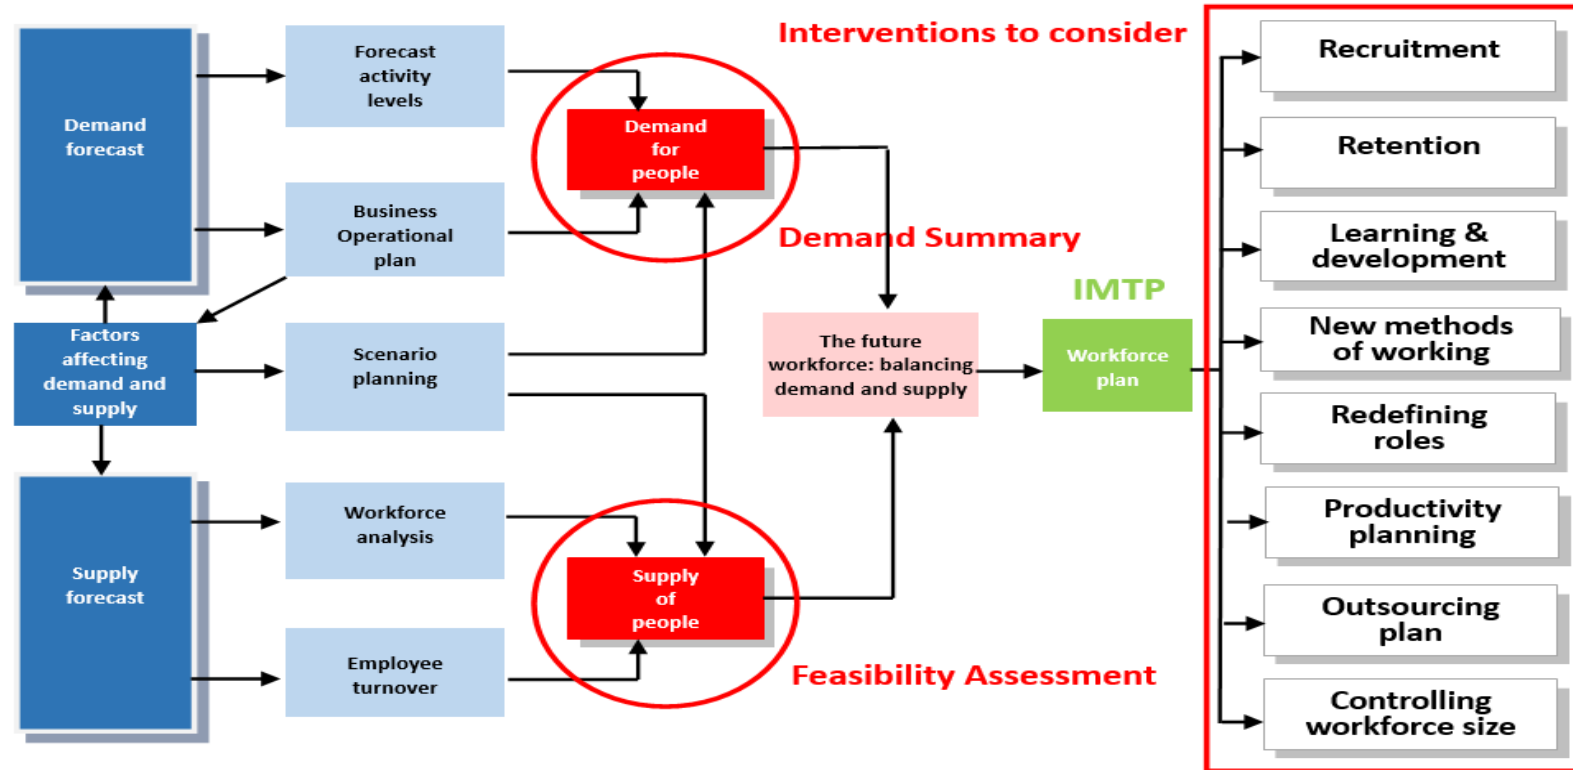 Demand
forecast
Factors
affecting
demand and
supply
Supply
forecast
Forecast
activity
levels
Business
Operational
plan
Scenario
planning
Workforce
analysis
Employee
turnover
Demand
for
people
Supply
of
people
Interventions to consider
Demand Summary
Feasibility Assessment
The future
workforce: balancing
demand and supply
IMTP
Workforce
plan
Recruitment
Retention
Learning &
development
New methods
of working
Redefining
roles
Productivity
planning
Outsourcing
plan
Controlling
workforce size